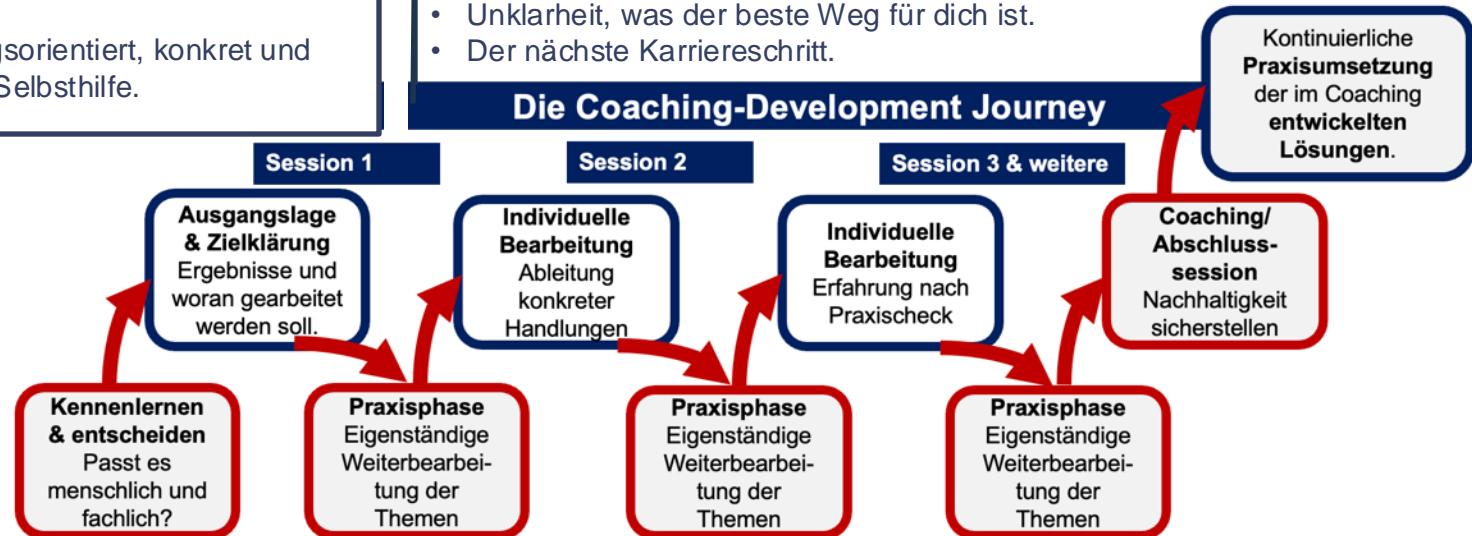 gsorientiert, konkret und
Selbsthilfe.
• Unklarheit, was der beste Weg für dich ist.
• Der nächste Karriereschritt.
Die Coaching-Development Journey
Session 1
Session 2
Session 3 & weitere
Kennenlernen
& entscheiden
Passt es
menschlich und
fachlich?
Ausgangslage
& Zielklärung
Ergebnisse und
woran gearbeitet
werden soll.
Praxisphase
Eigenständige
Weiterbearbei-
tung der
Themen
Individuelle
Bearbeitung
Ableitung
konkreter
Handlungen
Praxisphase
Eigenständige
Weiterbearbei-
tung der
Themen
Individuelle
Bearbeitung
Erfahrung nach
Praxischeck
Praxisphase
Eigenständige
Weiterbearbei-
tung der
Themen
Coaching/
Abschluss-
session
Nachhaltigkeit
sicherstellen
Kontinuierliche
Praxisumsetzung
der im Coaching
entwickelten
Lösungen.